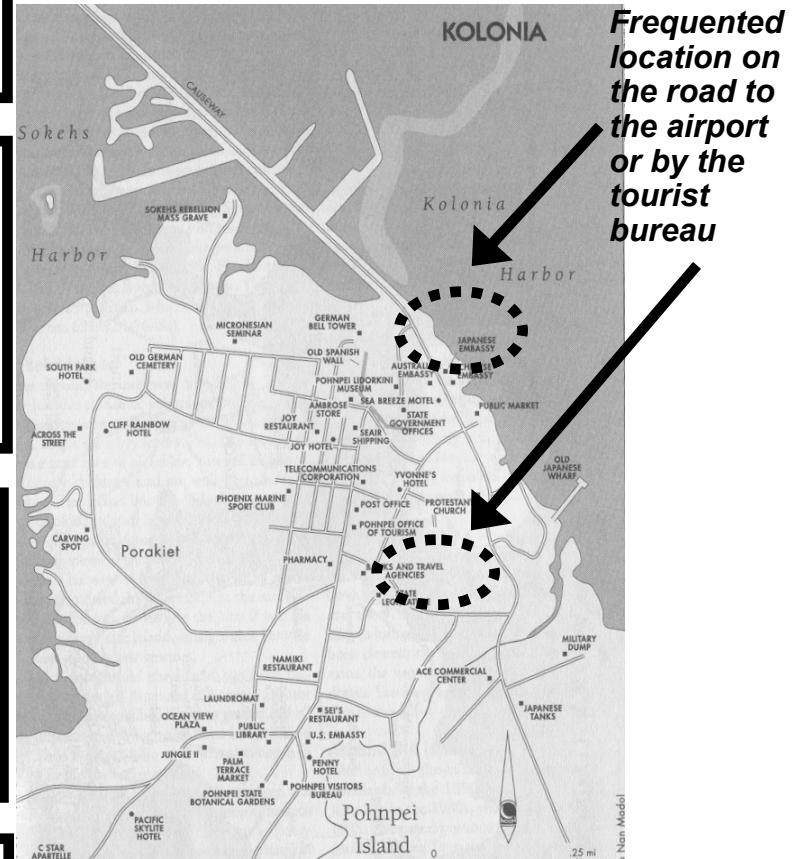 KOLONIA
Frequented
location on
the road to
the airport
or by the
tourist
bureau
CAUSEWAY
Sokehs
SOKEHS REBELLION
MASS GRAVE
Kolonia
Harbor
Harbor
MICRONESIAN
SEMINAR
GERMAN
BELL TOWER
JAPANESE
EMBASSY
OLD SPANISH
WALL
SOUTH PARK
HOTEL
OLD GERMAN
CEMETERY
EMBASSY
EMBASSY
POHNPEI LIDORKINI
MUSEUM
AMBROSE
STORE
SEA BREEZE MOTEL
PUBLIC MARKET
STATE
GOVERNMENT
OFFICES
JOY
RESTAURANT
SEAIR
SHIPPING
ACROSS THE
STREET
CLIFF RAINBOW
HOTEL
JOY HOTEL
OLD
JAPANESE
WHARF
TELECOMMUNICATIONS
CORPORATION
YVONNE'S
HOTEL
PHOENIX MARINE
SPORT CLUB
POST OFFICE
PROTESTANT
CHURCH
POHNPEI OFFICE
OF TOURISM
CARVING
SPOT
Porakiet
PHARMACY
AND TRAVEL
AGENCIES
STATE
MILITARY
DUMP
NAMIKI
RESTAURANT
ACE COMMERCIAL
CENTER
LAUNDROMAT
SEI'S
RESTAURANT
JAPANESE
TANKS
OCEAN VIEW
PLAZA
PUBLIC
LIBRARY
U.S. EMBASSY
JUNGLE II
PALM
TERRACE
MARKET
PENNY
HOTEL
POHNPEI STATE
BOTANICAL GARDENS
POHNPEI VISITORS
BUREAU
PACIFIC
SKYLITE
HOTEL
Pohnpei
Island
C STAR
APARTELLE
0
.25 mi
Nan Madol